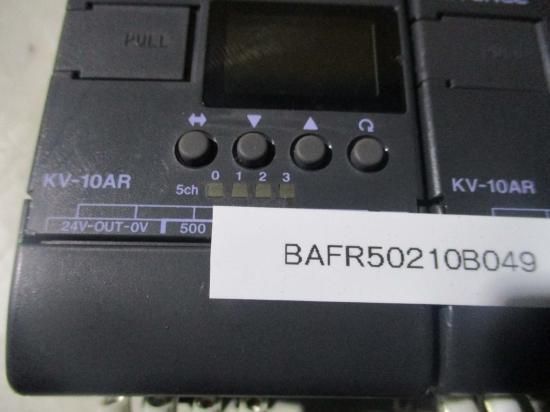 PULL
0 1 2 3
KV-10AR
5ch
KV-10AR
24V-OUT-0V
500
BAFR50210B049